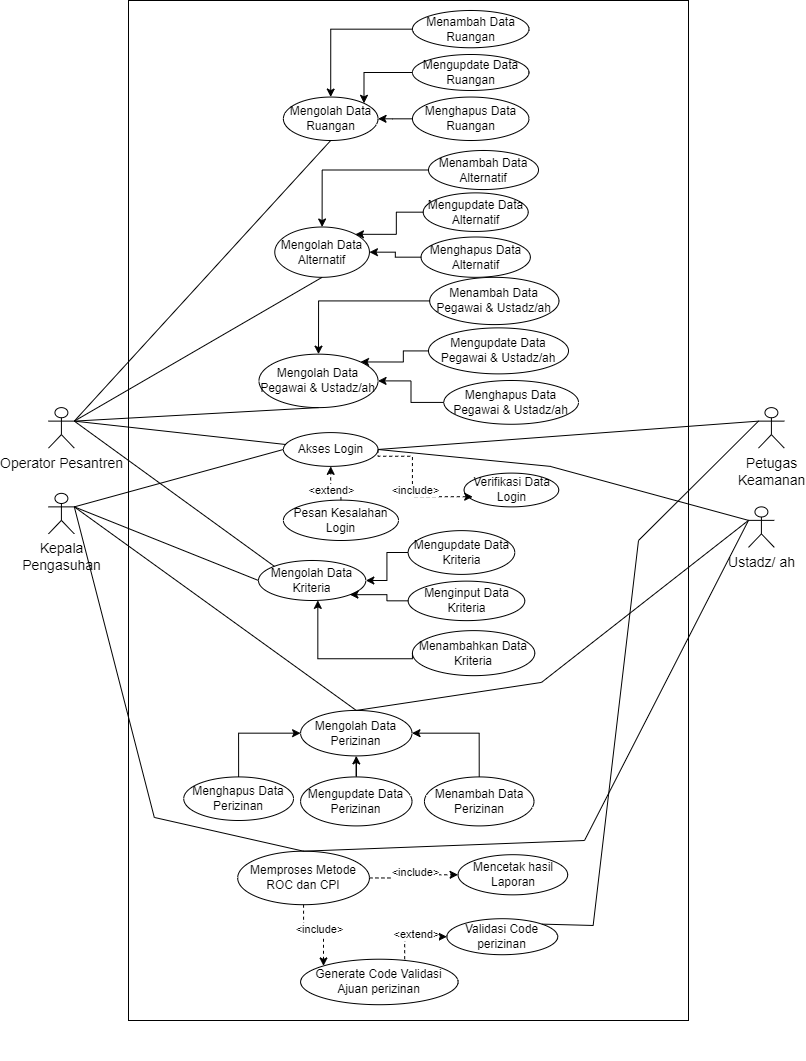 Menambah Data
Ruangan
Mengupdate Data
Ruangan
Mengolah Data
Ruangan
Menghapus Data
Ruangan
Menambah Data
Alternatif
Mengupdate Data
Alternatif
Mengolah Data
Alternatif
Menghapus Data
Alternatif
Menambah Data
Pegawai & Ustadz/ah
Mengupdate Data
Pegawai & Ustadz/ah
Mengolah Data
Pegawai & Ustadz/ah
Menghapus Data
Pegawai & Ustadz/ah
Operator Pesantren
Akses Login
Petugas
Keamanan
<extend>
<include>
Verifikasi Data
Login
Pesan Kesalahan
Login
Kepala
Pengasuhan
Ustadz/ ah
Mengupdate Data
Kriteria
Mengolah Data
Kriteria
Menginput Data
Kriteria
Menambahkan Data
Kriteria
Mengolah Data
Perizinan
Menghapus Data
Perizinan
Mengupdate Data
Perizinan
Menambah Data
Perizinan
Memproses Metode
ROC dan CPI
<include>
Mencetak hasil
Laporan
<include>
<extend>
Validasi Code
perizinan
Generate Code Validasi
Ajuan perizinan